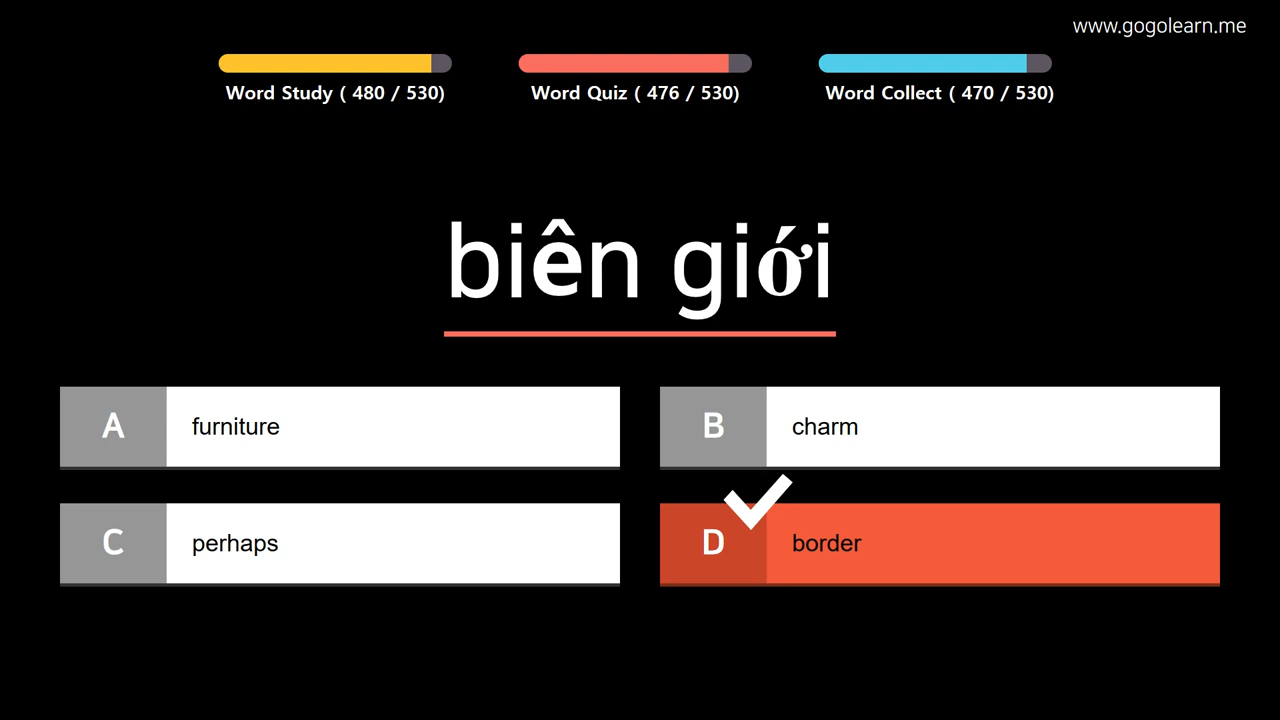 www.gogolearn.me
Word Study ( 480 / 530)
Word Quiz ( 476 / 530)
Word Collect ( 470 / 530)
biên giới
A furniture
B charm
C perhaps
D border